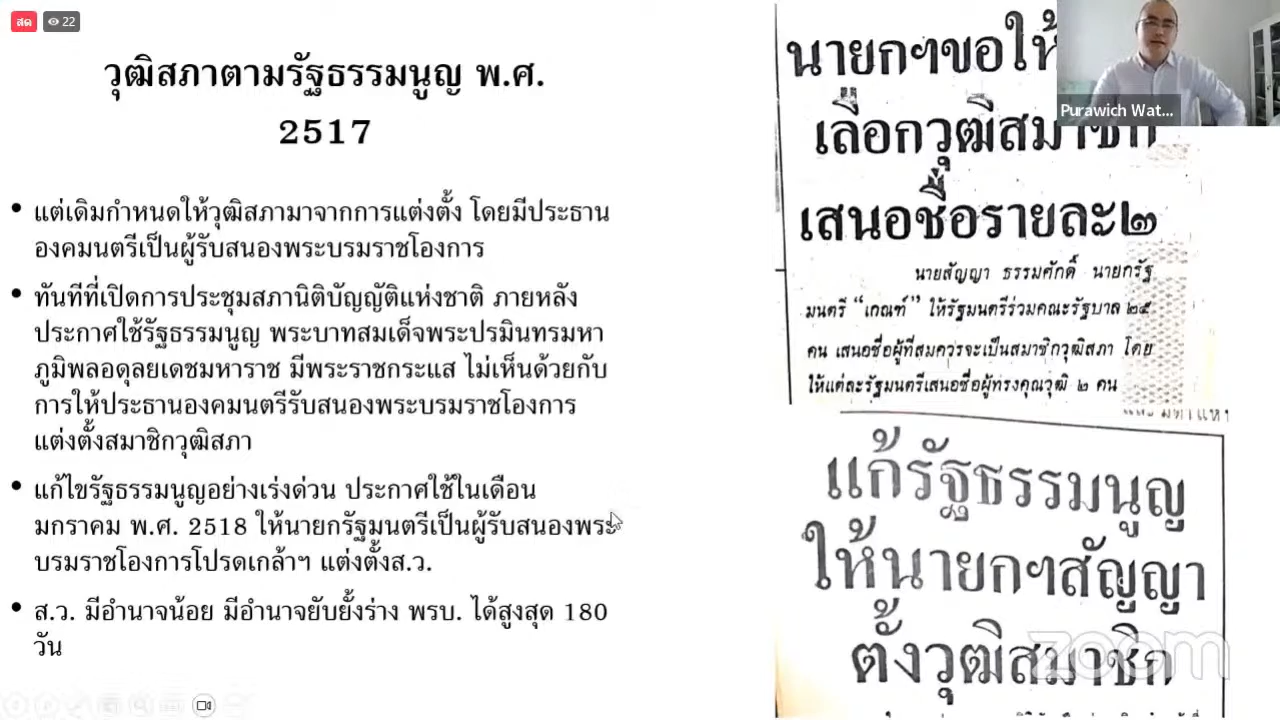 สด 22
วุฒิสภาตามรัฐธรรมนูญ พ.ศ.
2517
• แต่เดิมกำหนดให้วุฒิสภามาจากการแต่งตั้ง โดยมีประธาน
องคมนตรีเป็นผู้รับสนองพระบรมราชโองการ
• ทันทีที่เปิดการประชุมสภานิติบัญญัติแห่งชาติ ภายหลัง
ประกาศใช้รัฐธรรมนูญ พระบาทสมเด็จพระปรมินทรมหา
ภูมิพลอดุลยเดชมหาราช มีพระราชกระแส ไม่เห็นด้วยกับ
การให้ประธานองคมนตรีรับสนองพระบรมราชโองการ
แต่งตั้งสมาชิกวุฒิสภา
• แก้ไขรัฐธรรมนูญอย่างเร่งด่วน ประกาศใช้ในเดือน
มกราคม พ.ศ. 2518 ให้นายกรัฐมนตรีเป็นผู้รับสนองพระ
บรมราชโองการโปรดเกล้าฯ แต่งตั้งส.ว.
• ส.ว. มีอำนาจน้อย มีอำนาจยับยั้งร่าง พรบ. ได้สูงสุด 180
วัน
นายกฯขอให้
เลือกวุฒิสมาชิก
เสนอชื่อรายละ๒
นายสัญญา ธรรมศักดิ์ นายกรัฐ
มนตรี “เกณฑ์” ให้รัฐมนตรีร่วมคณะรัฐบาล ๒๕
คน เสนอชื่อผู้ที่สมควรจะเป็นสมาชิกวุฒิสภา โดย
ให้แต่ละรัฐมนตรีเสนอชื่อผู้ทรงคุณวุฒิ ๒ คน
แก้รัฐธรรมนูญ
ให้นายกฯสัญญา
ตั้งวุฒิสมาชิก
Purawich Wat...
zoom